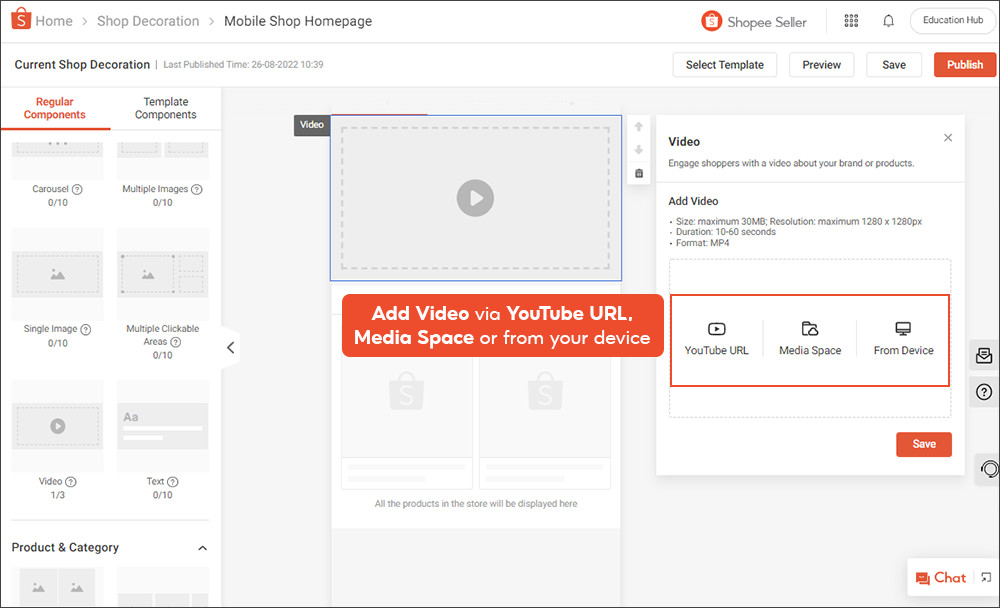 Home > Shop Decoration > Mobile Shop Homepage
Shopee Seller
Education Hub
Current Shop Decoration | Last Published Time: 26-08-2022 10:39
Select Template
Preview
Save
Publish
Regular
Components
Template
Components
Carousel ?
0/10
Multiple Images ?
0/10
Single Image ?
0/10
Multiple Clickable
Areas ?
0/10
Aa
Video ?
1/3
Text ?
0/10
Product & Category
Video
Add Video via YouTube URL,
Media Space or from your device
All the products in the store will be displayed here
Video
Engage shoppers with a video about your brand or products.
Add Video
• Size: maximum 30MB; Resolution: maximum 1280 x 1280px
• Duration: 10-60 seconds
• Format: MP4
YouTube URL
Media Space
From Device
Save
Chat